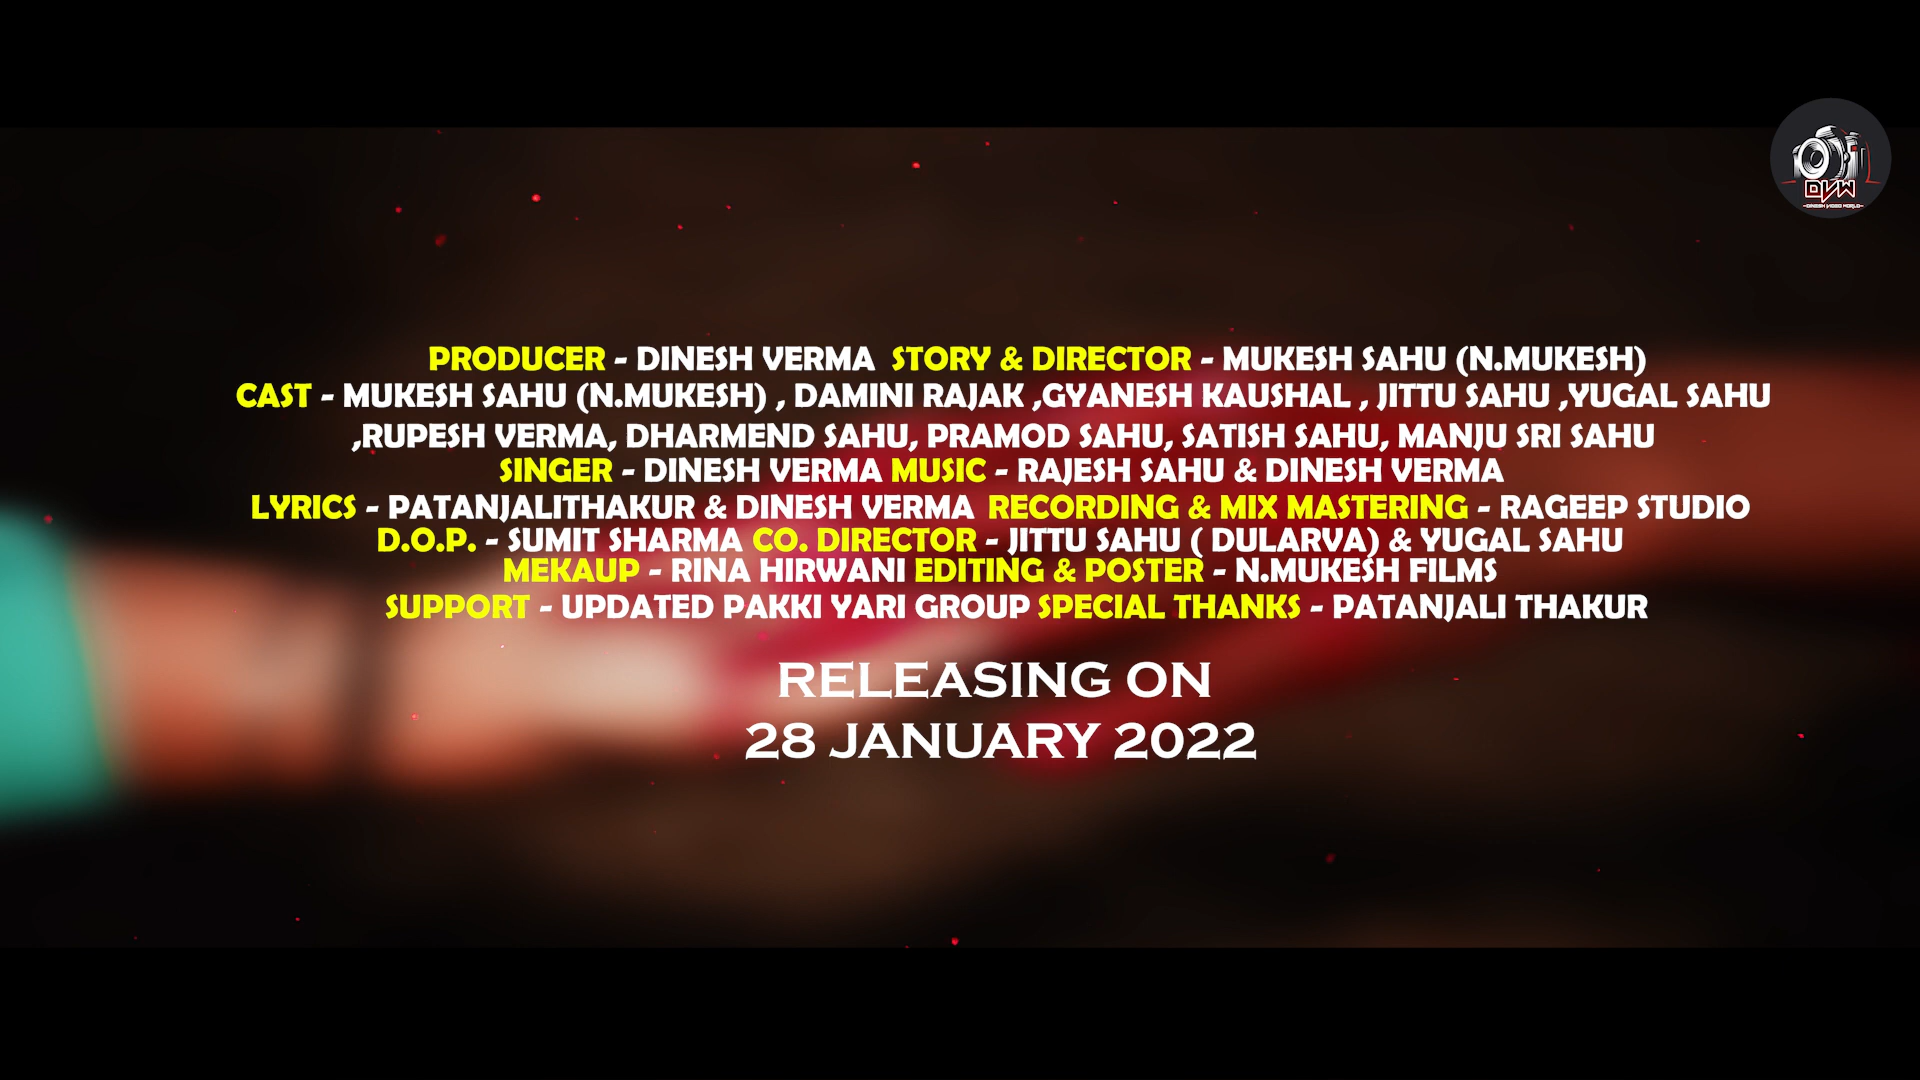 DVW
-DINESH VIDEO WORLD-
PRODUCER - DINESH VERMA STORY & DIRECTOR - MUKESH SAHU (N.MUKESH)
CAST - MUKESH SAHU (N.MUKESH) , DAMINI RAJAK ,GYANESH KAUSHAL , JITTU SAHU ,YUGAL SAHU
,RUPESH VERMA, DHARMEND SAHU, PRAMOD SAHU, SATISH SAHU, MANJU SRI SAHU
SINGER - DINESH VERMA MUSIC - RAJESH SAHU & DINESH VERMA
LYRICS - PATANJALITHAKUR & DINESH VERMA RECORDING & MIX MASTERING - RAGEEP STUDIO
D.O.P. - SUMIT SHARMA CO. DIRECTOR - JITTU SAHU ( DULARVA) & YUGAL SAHU
MEKAUP - RINA HIRWANI EDITING & POSTER - N.MUKESH FILMS
SUPPORT - UPDATED PAKKI YARI GROUP SPECIAL THANKS - PATANJALI THAKUR
RELEASING ON
28 JANUARY 2022